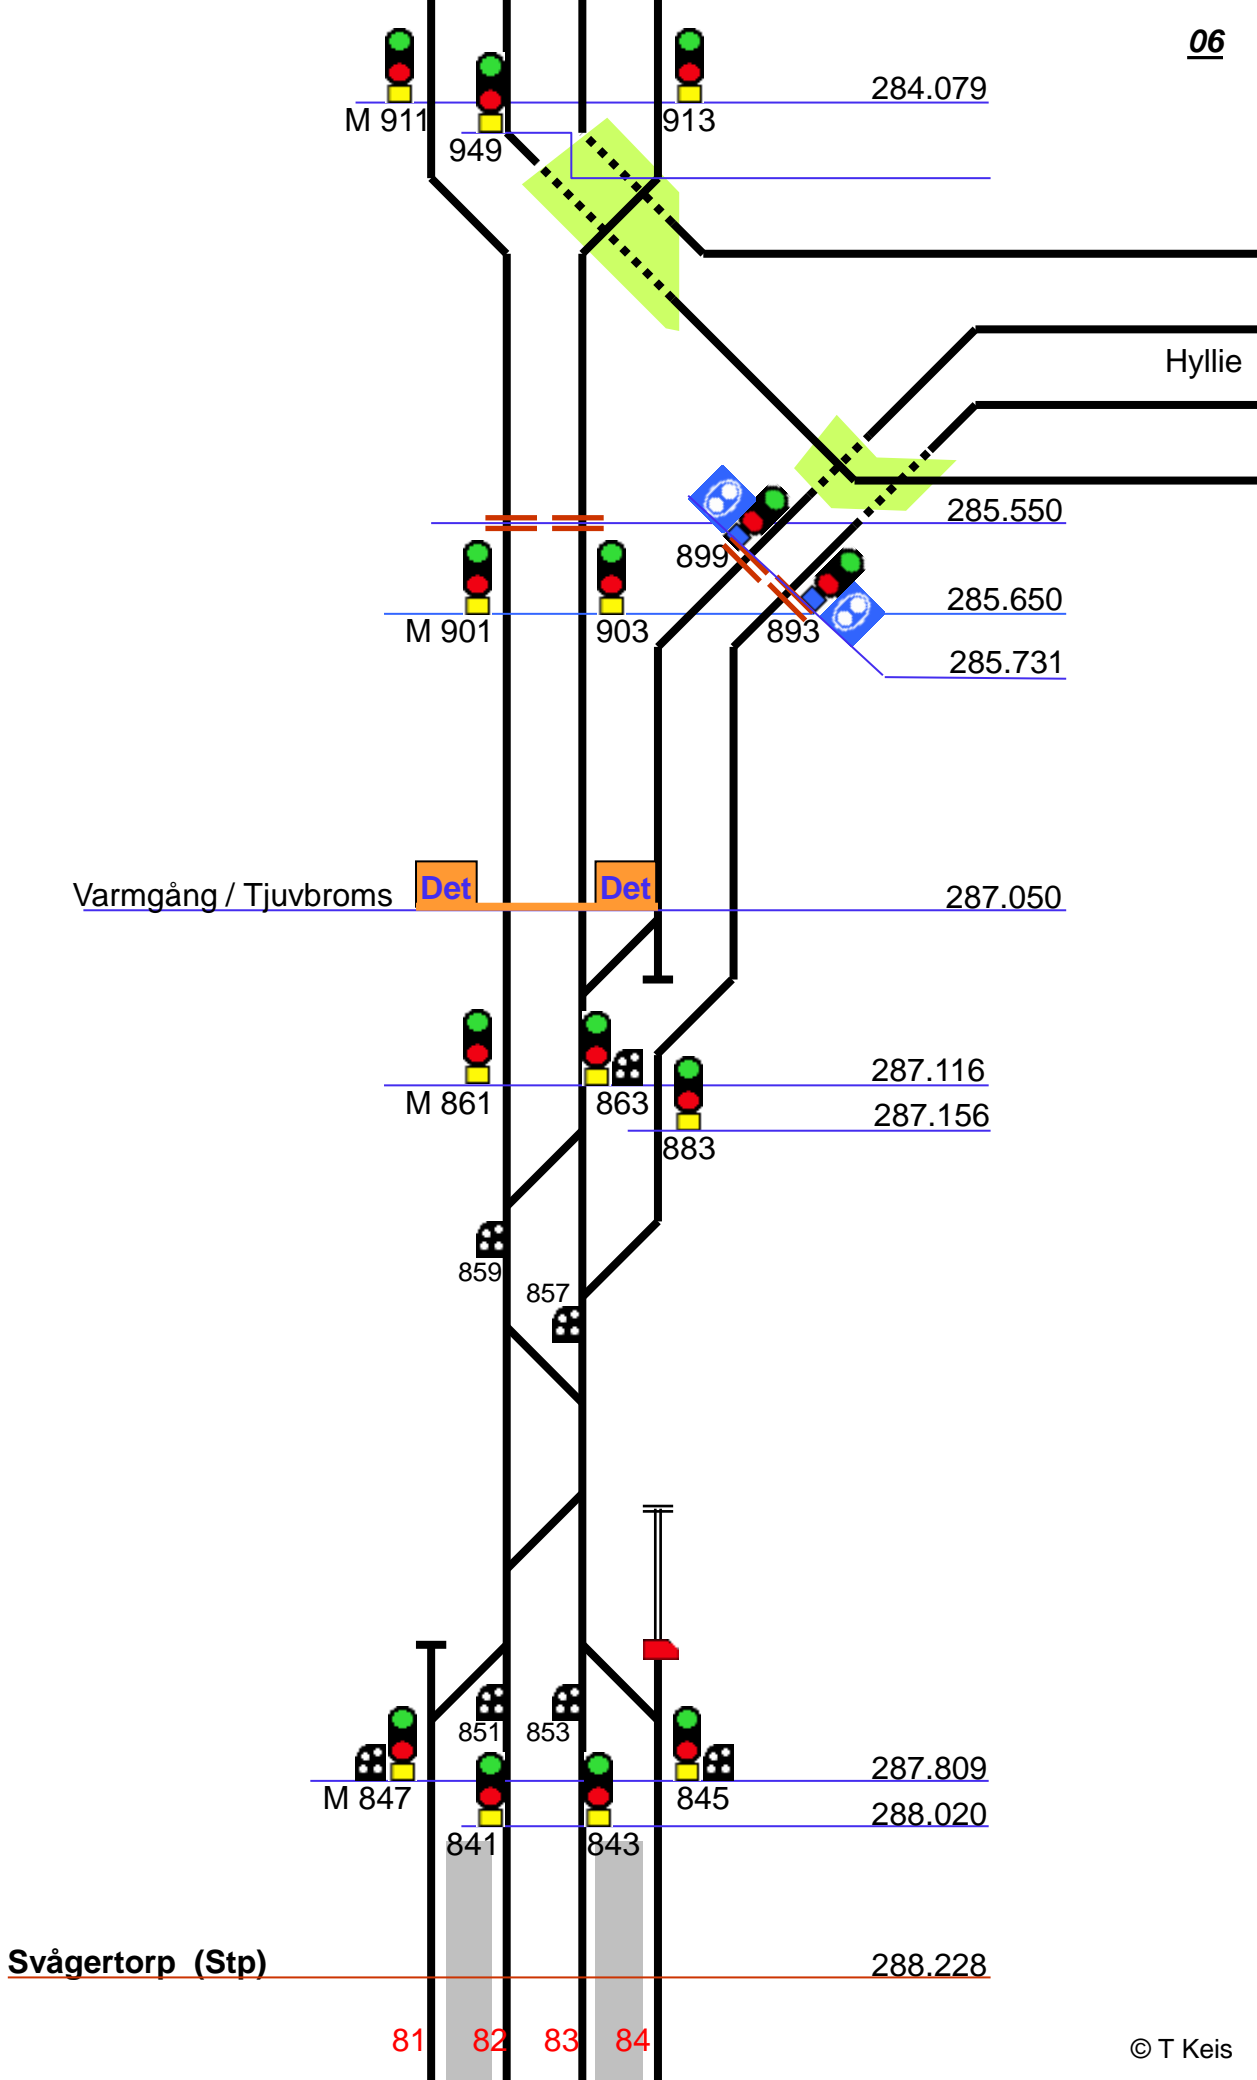 06
284.079
M 911
913
949
Hyllie
285.550
899
285.650
M 901
903
893
285.731
Det
Det
Varmgång / Tjuvbroms
287.050
287.116
M 861
863
287.156
883
859
857
851
853
287.809
M 847
845
288.020
841
843
Svågertorp (Stp)
288.228
81
82
83
84
© T Keis